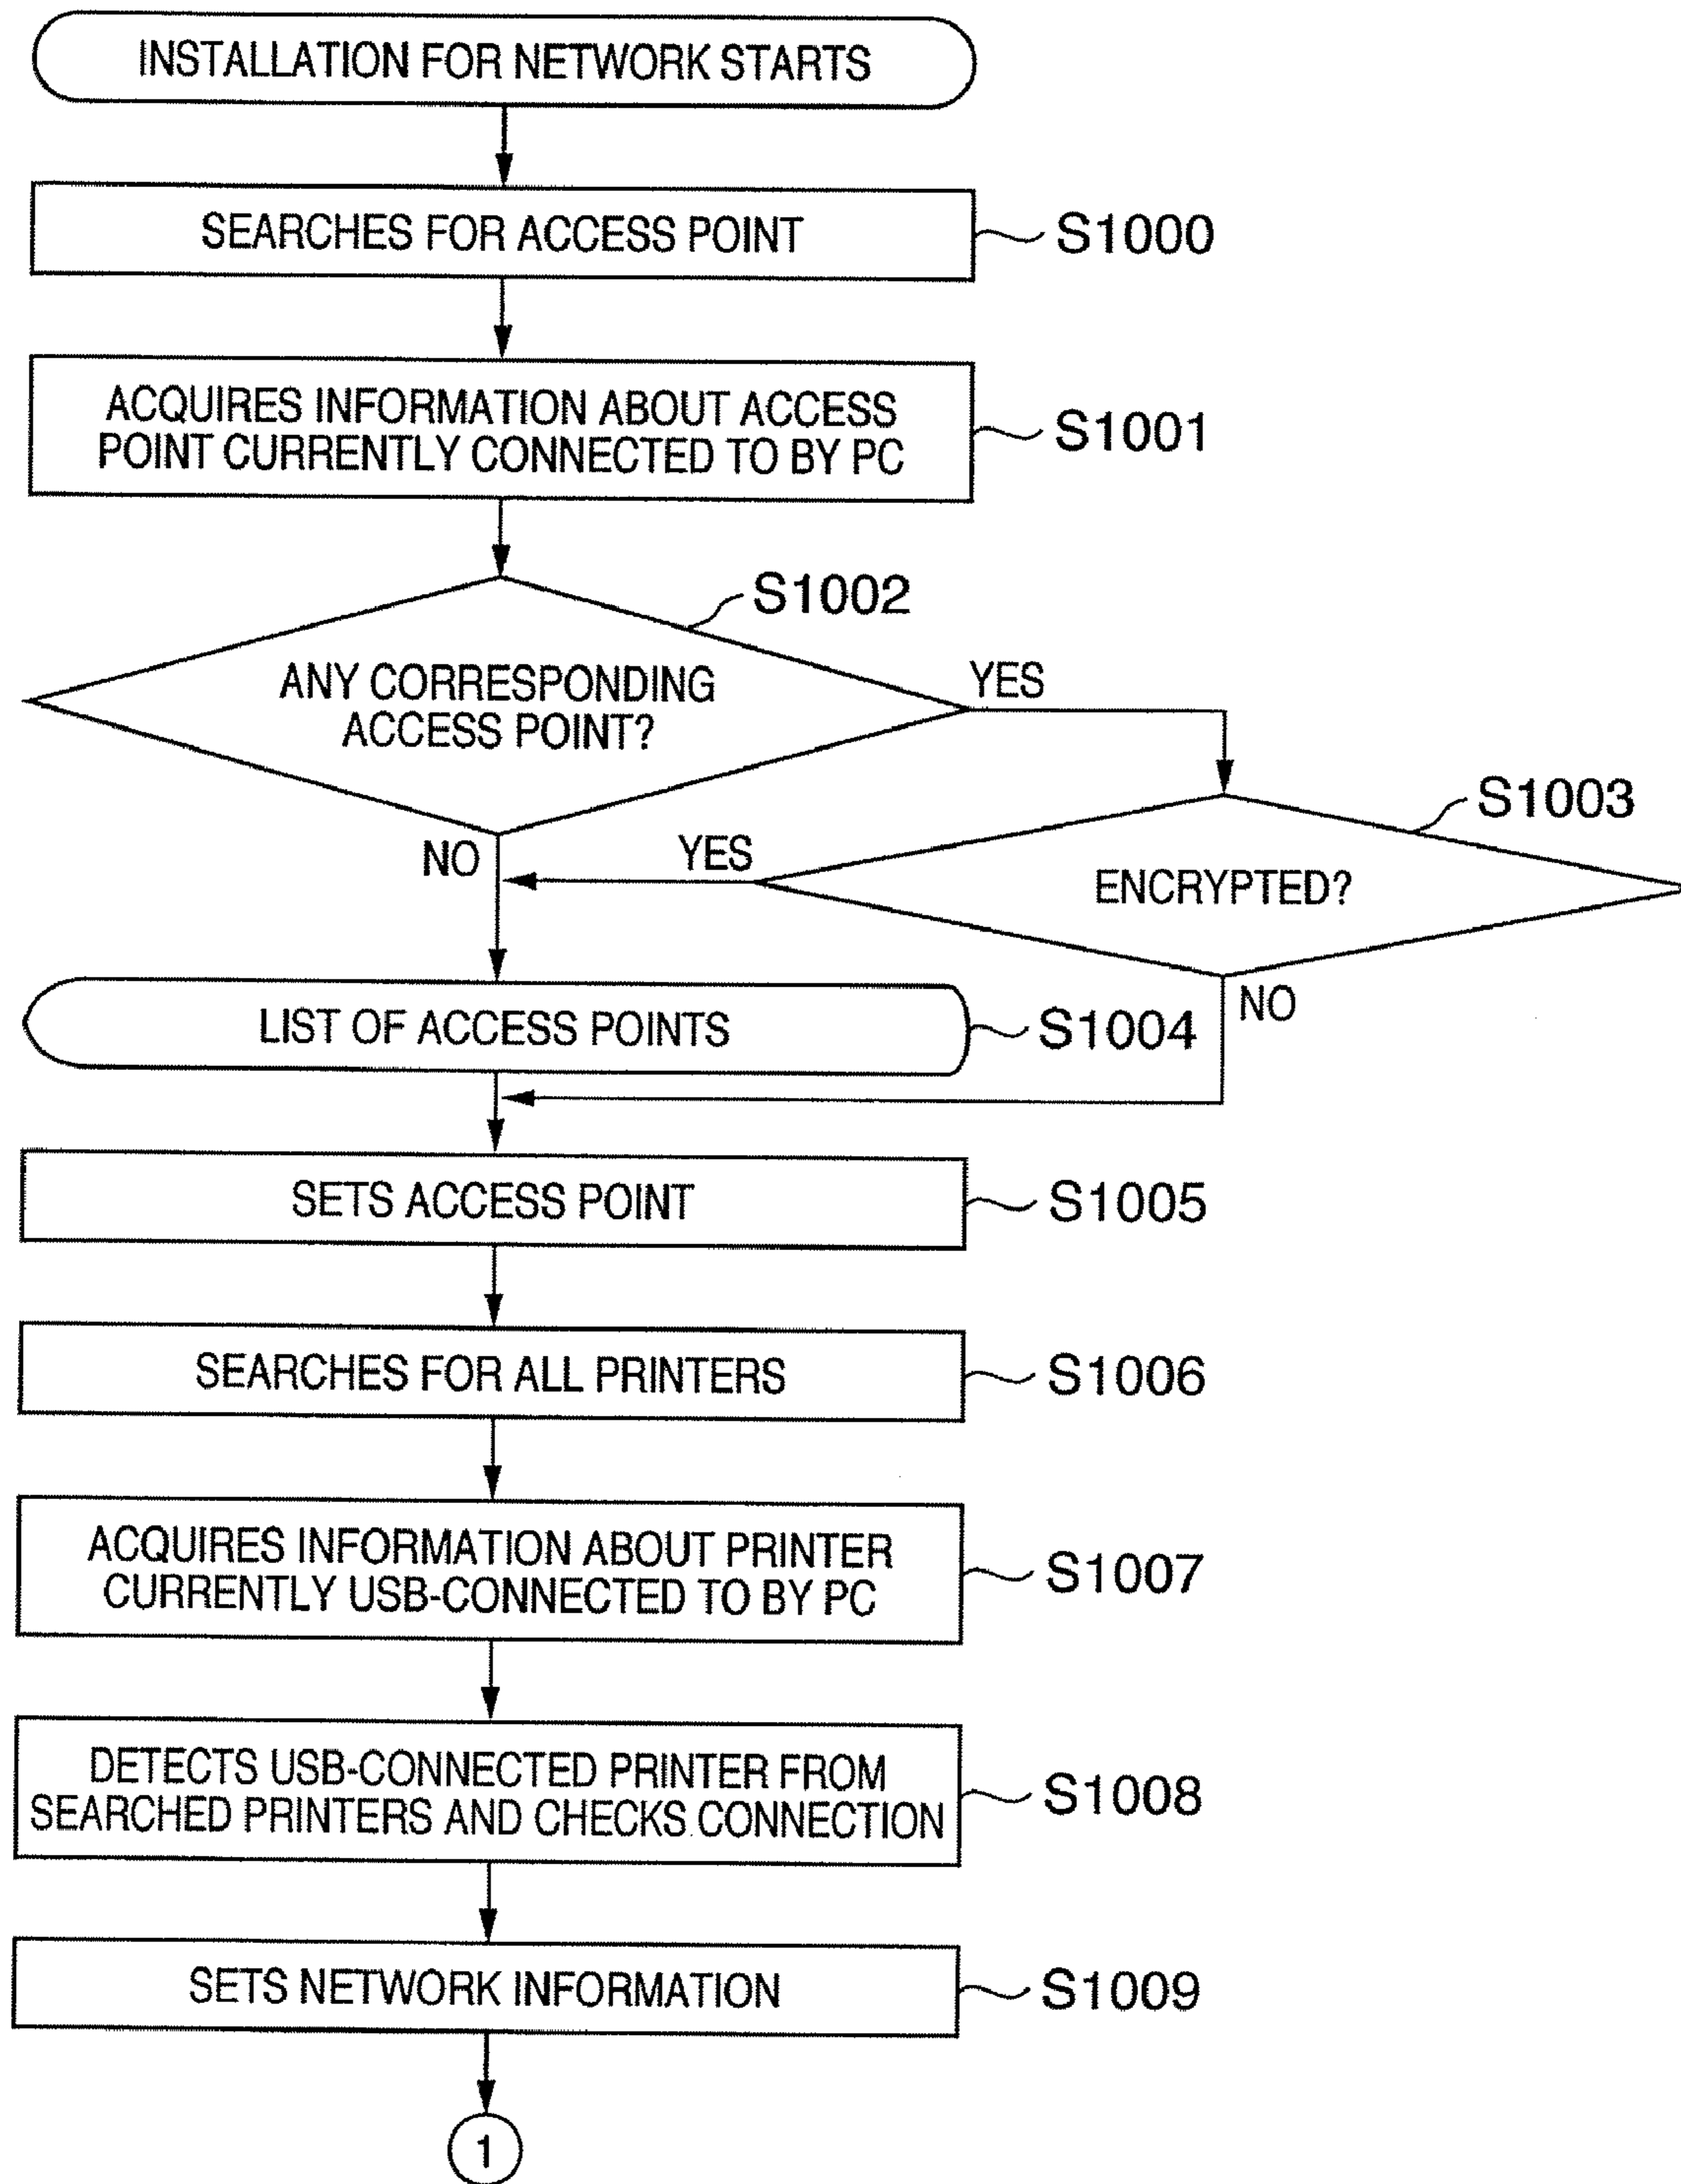 INSTALLATION FOR NETWORK STARTS
SEARCHES FOR ACCESS POINT
S1000
ACQUIRES INFORMATION ABOUT ACCESS
POINT CURRENTLY CONNECTED TO BY PC
S1001
S1002
ANY CORRESPONDING
ACCESS POINT?
YES
NO
S1003
YES
ENCRYPTED?
NO
LIST OF ACCESS POINTS
S1004
SETS ACCESS POINT
S1005
SEARCHES FOR ALL PRINTERS
S1006
ACQUIRES INFORMATION ABOUT PRINTER
CURRENTLY USB-CONNECTED TO BY PC
S1007
DETECTS USB-CONNECTED PRINTER FROM
SEARCHED PRINTERS AND CHECKS CONNECTION
S1008
SETS NETWORK INFORMATION
S1009
1